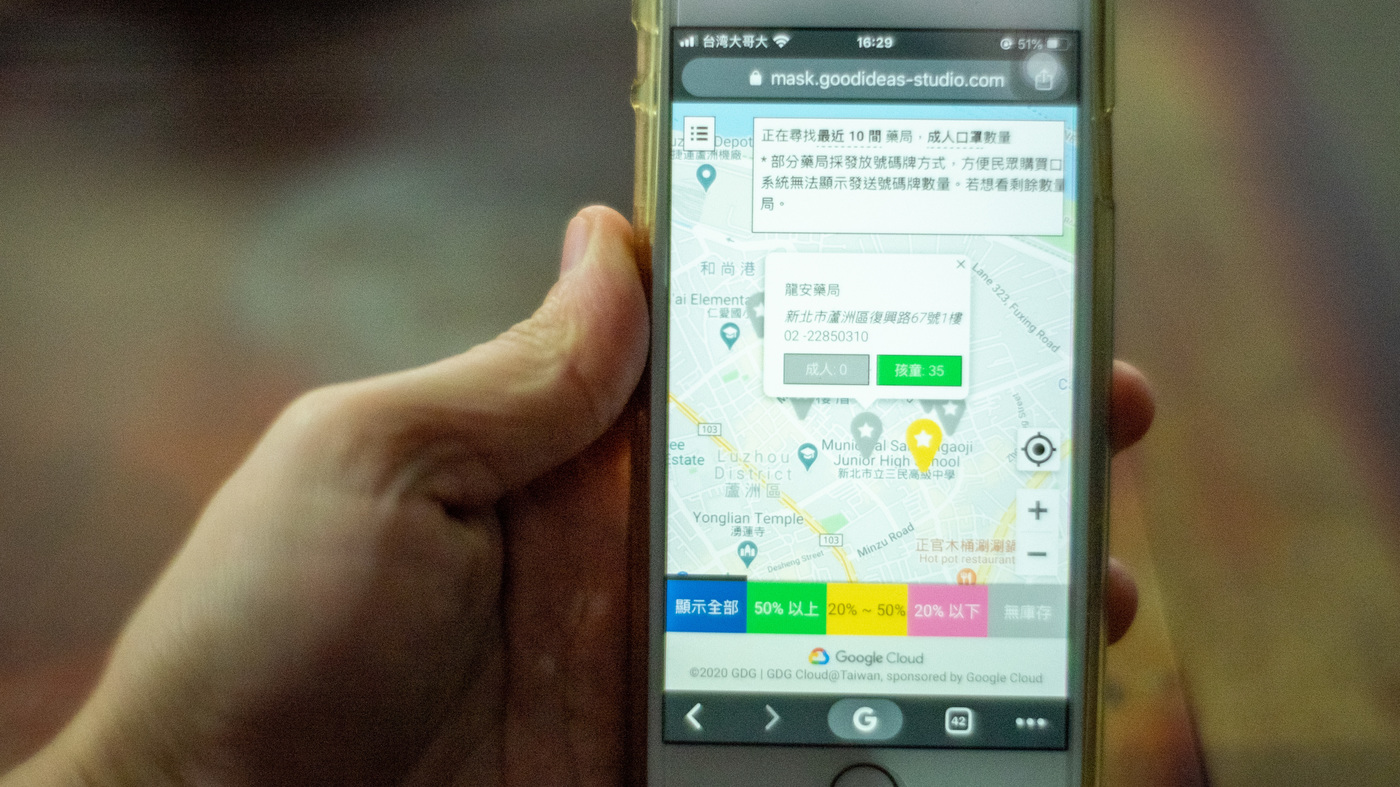 台湾大哥大 16:29 51%
mask.goodideas-studio.com
正在尋找最近 10 間 藥局，成人口罩數量
* 部分藥局採發放號碼牌方式，方便民眾購買口
系統無法顯示發送號碼牌數量。若想看剩餘數量
局。
Depot
捷運蘆洲機廠
和尚港
Lane 323, Fuxing Road
'ai Elementa
仁愛國小
×
龍安藥局
新北市蘆洲區復興路67號1樓
02 -22850310
成人: 0 孩童: 35
103
ee
Estate
Luzhou
District
蘆洲區
Junior High School
新北市立三民高級中學
Yonglian Temple
湧蓮寺
103
Desheng Street
Minzu Road
正官木桶涮涮鍋
Hot pot restaurant
+
−
顯示全部 50% 以上 20% ~ 50% 20% 以下 無庫存
Google Cloud
©2020 GDG | GDG Cloud@Taiwan, sponsored by Google Cloud
G 42